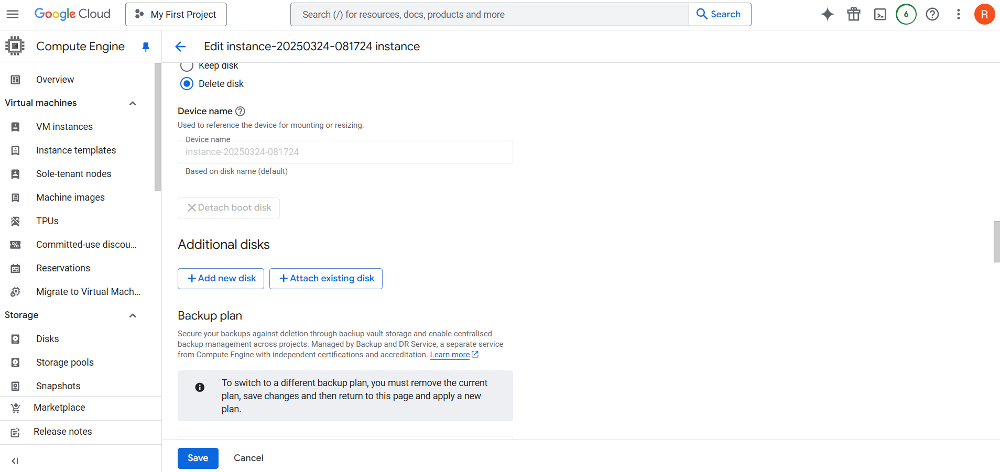 Google Cloud
My First Project
Search (/) for resources, docs, products and more
Search
6
R
Compute Engine
Edit instance-20250324-081724 instance
Overview
Virtual machines
VM instances
Instance templates
Sole-tenant nodes
Machine images
TPUs
Committed-use discou...
Reservations
Migrate to Virtual Mach...
Storage
Disks
Storage pools
Snapshots
Marketplace
Release notes
Keep disk
Delete disk
Device name
Used to reference the device for mounting or resizing.
Device name
instance-20250324-081724
Based on disk name (default)
Detach boot disk
Additional disks
Add new disk
Attach existing disk
Backup plan
Secure your backups against deletion through backup vault storage and enable centralised
backup management across projects. Managed by Backup and DR Service, a separate service
from Compute Engine with independent certifications and accreditation. Learn more
To switch to a different backup plan, you must remove the current
plan, save changes and then return to this page and apply a new
plan.
Save
Cancel